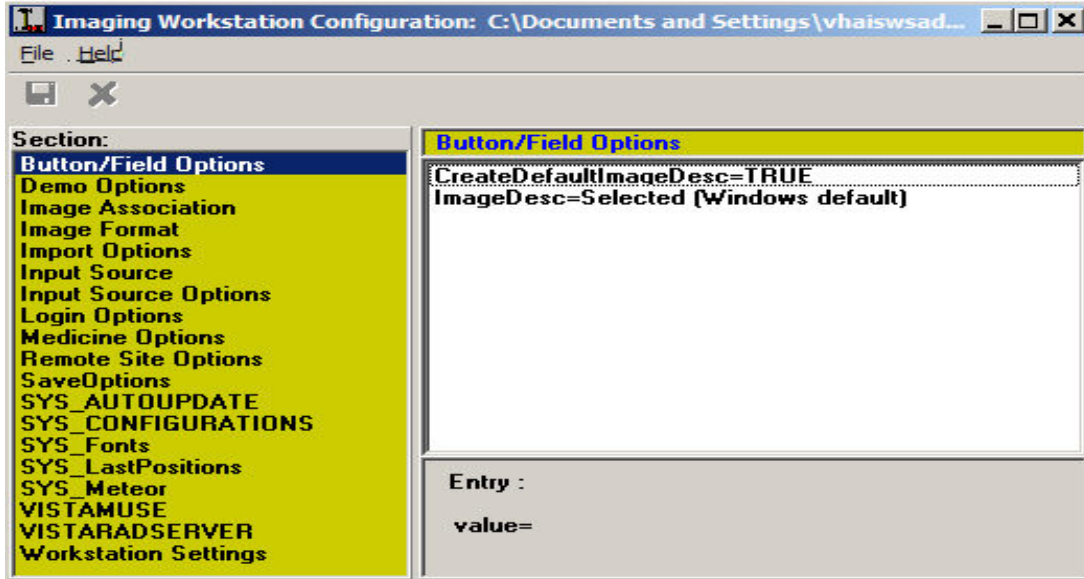 Imaging Workstation Configuration: C:\Documents and Settings\vhaiswsad...
File Help
Section:
Button/Field Options
Demo Options
Image Association
Image Format
Import Options
Input Source
Input Source Options
Login Options
Medicine Options
Remote Site Options
SaveOptions
SYS_AUTOUPDATE
SYS_CONFIGURATIONS
SYS_Fonts
SYS_LastPositions
SYS_Meteor
VISTAMUSE
VISTARADSERVER
Workstation Settings
Button/Field Options
CreateDefaultImageDesc=TRUE
ImageDesc=Selected (Windows default)
Entry :
value=